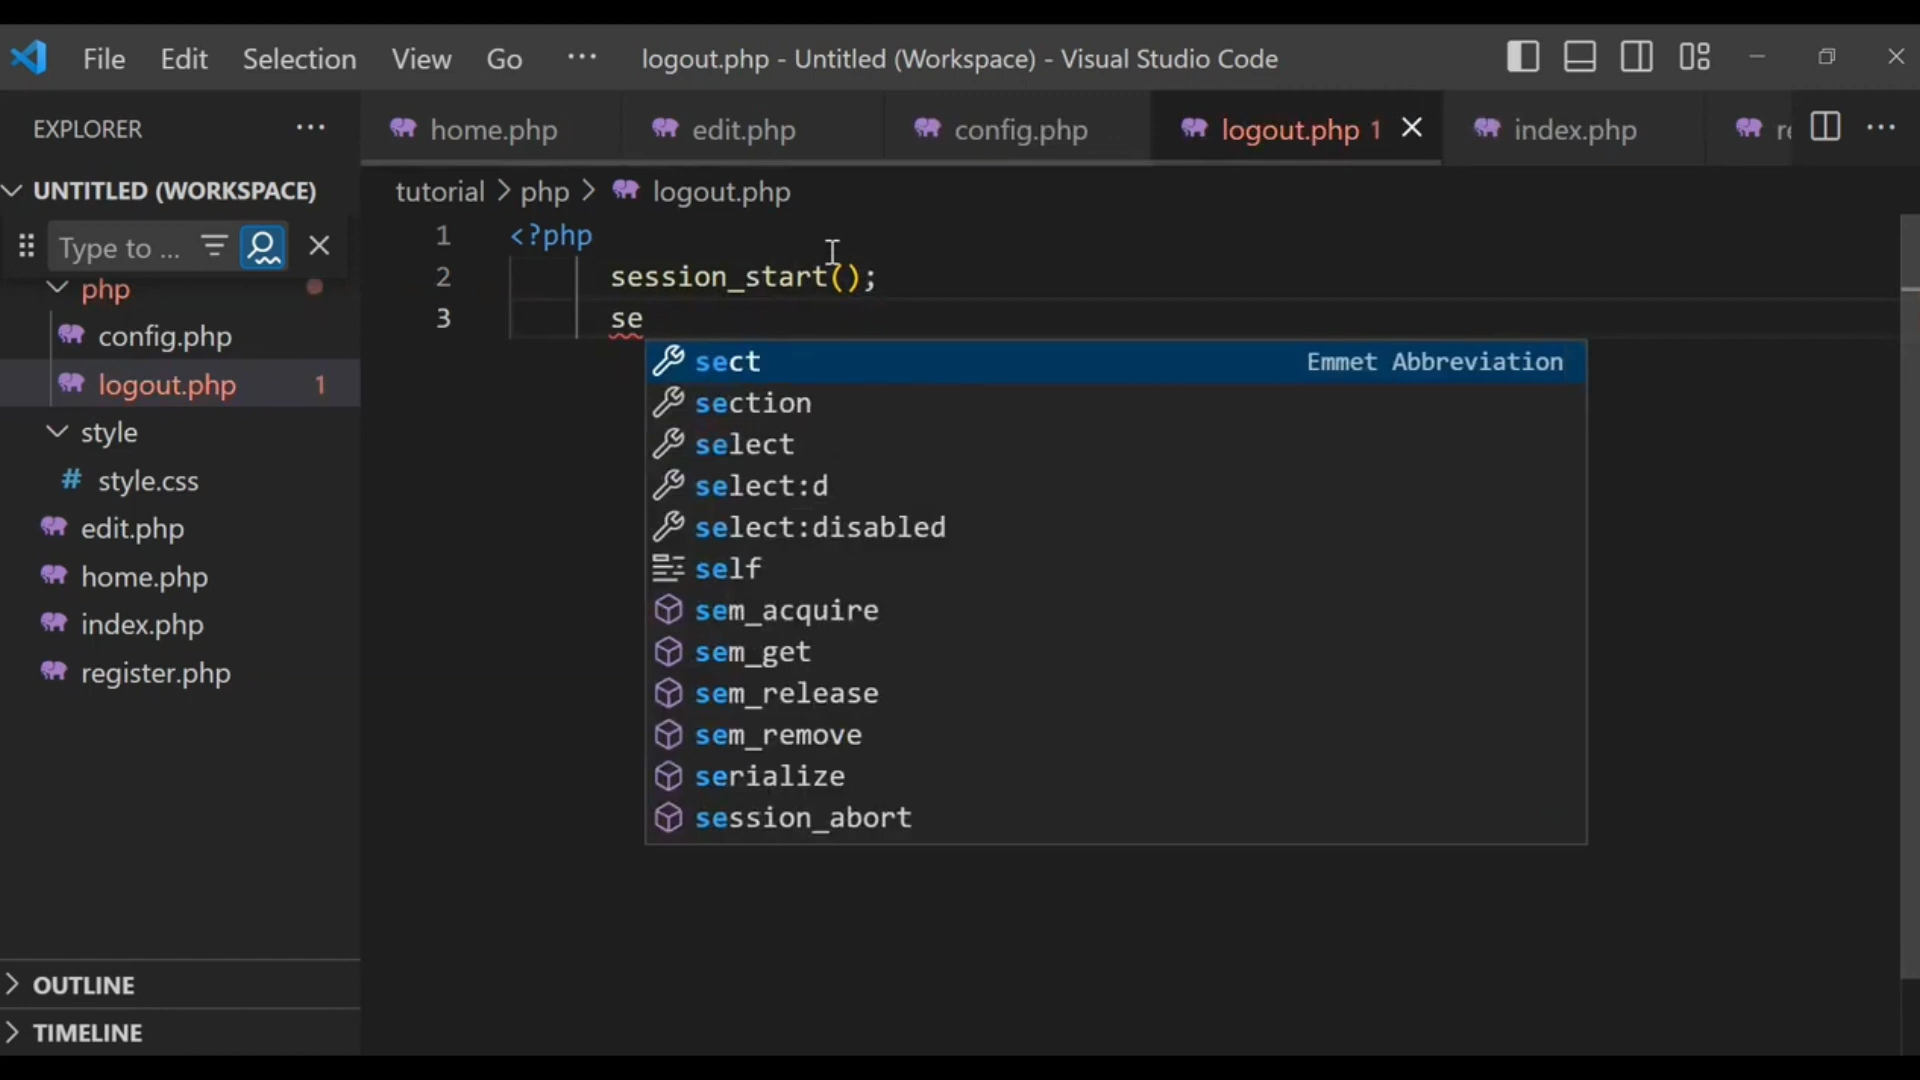 File Edit Selection View Go ··· logout.php - Untitled (Workspace) - Visual Studio Code
EXPLORER ···
home.php edit.php config.php logout.php 1 index.php
UNTITLED (WORKSPACE)
tutorial > php > logout.php
Type to ...
php
config.php
logout.php 1
style
# style.css
edit.php
home.php
index.php
register.php
OUTLINE
TIMELINE
1 <?php
2 session_start();
3 se
sect Emmet Abbreviation
section
select
select:d
select:disabled
self
sem_acquire
sem_get
sem_release
sem_remove
serialize
session_abort